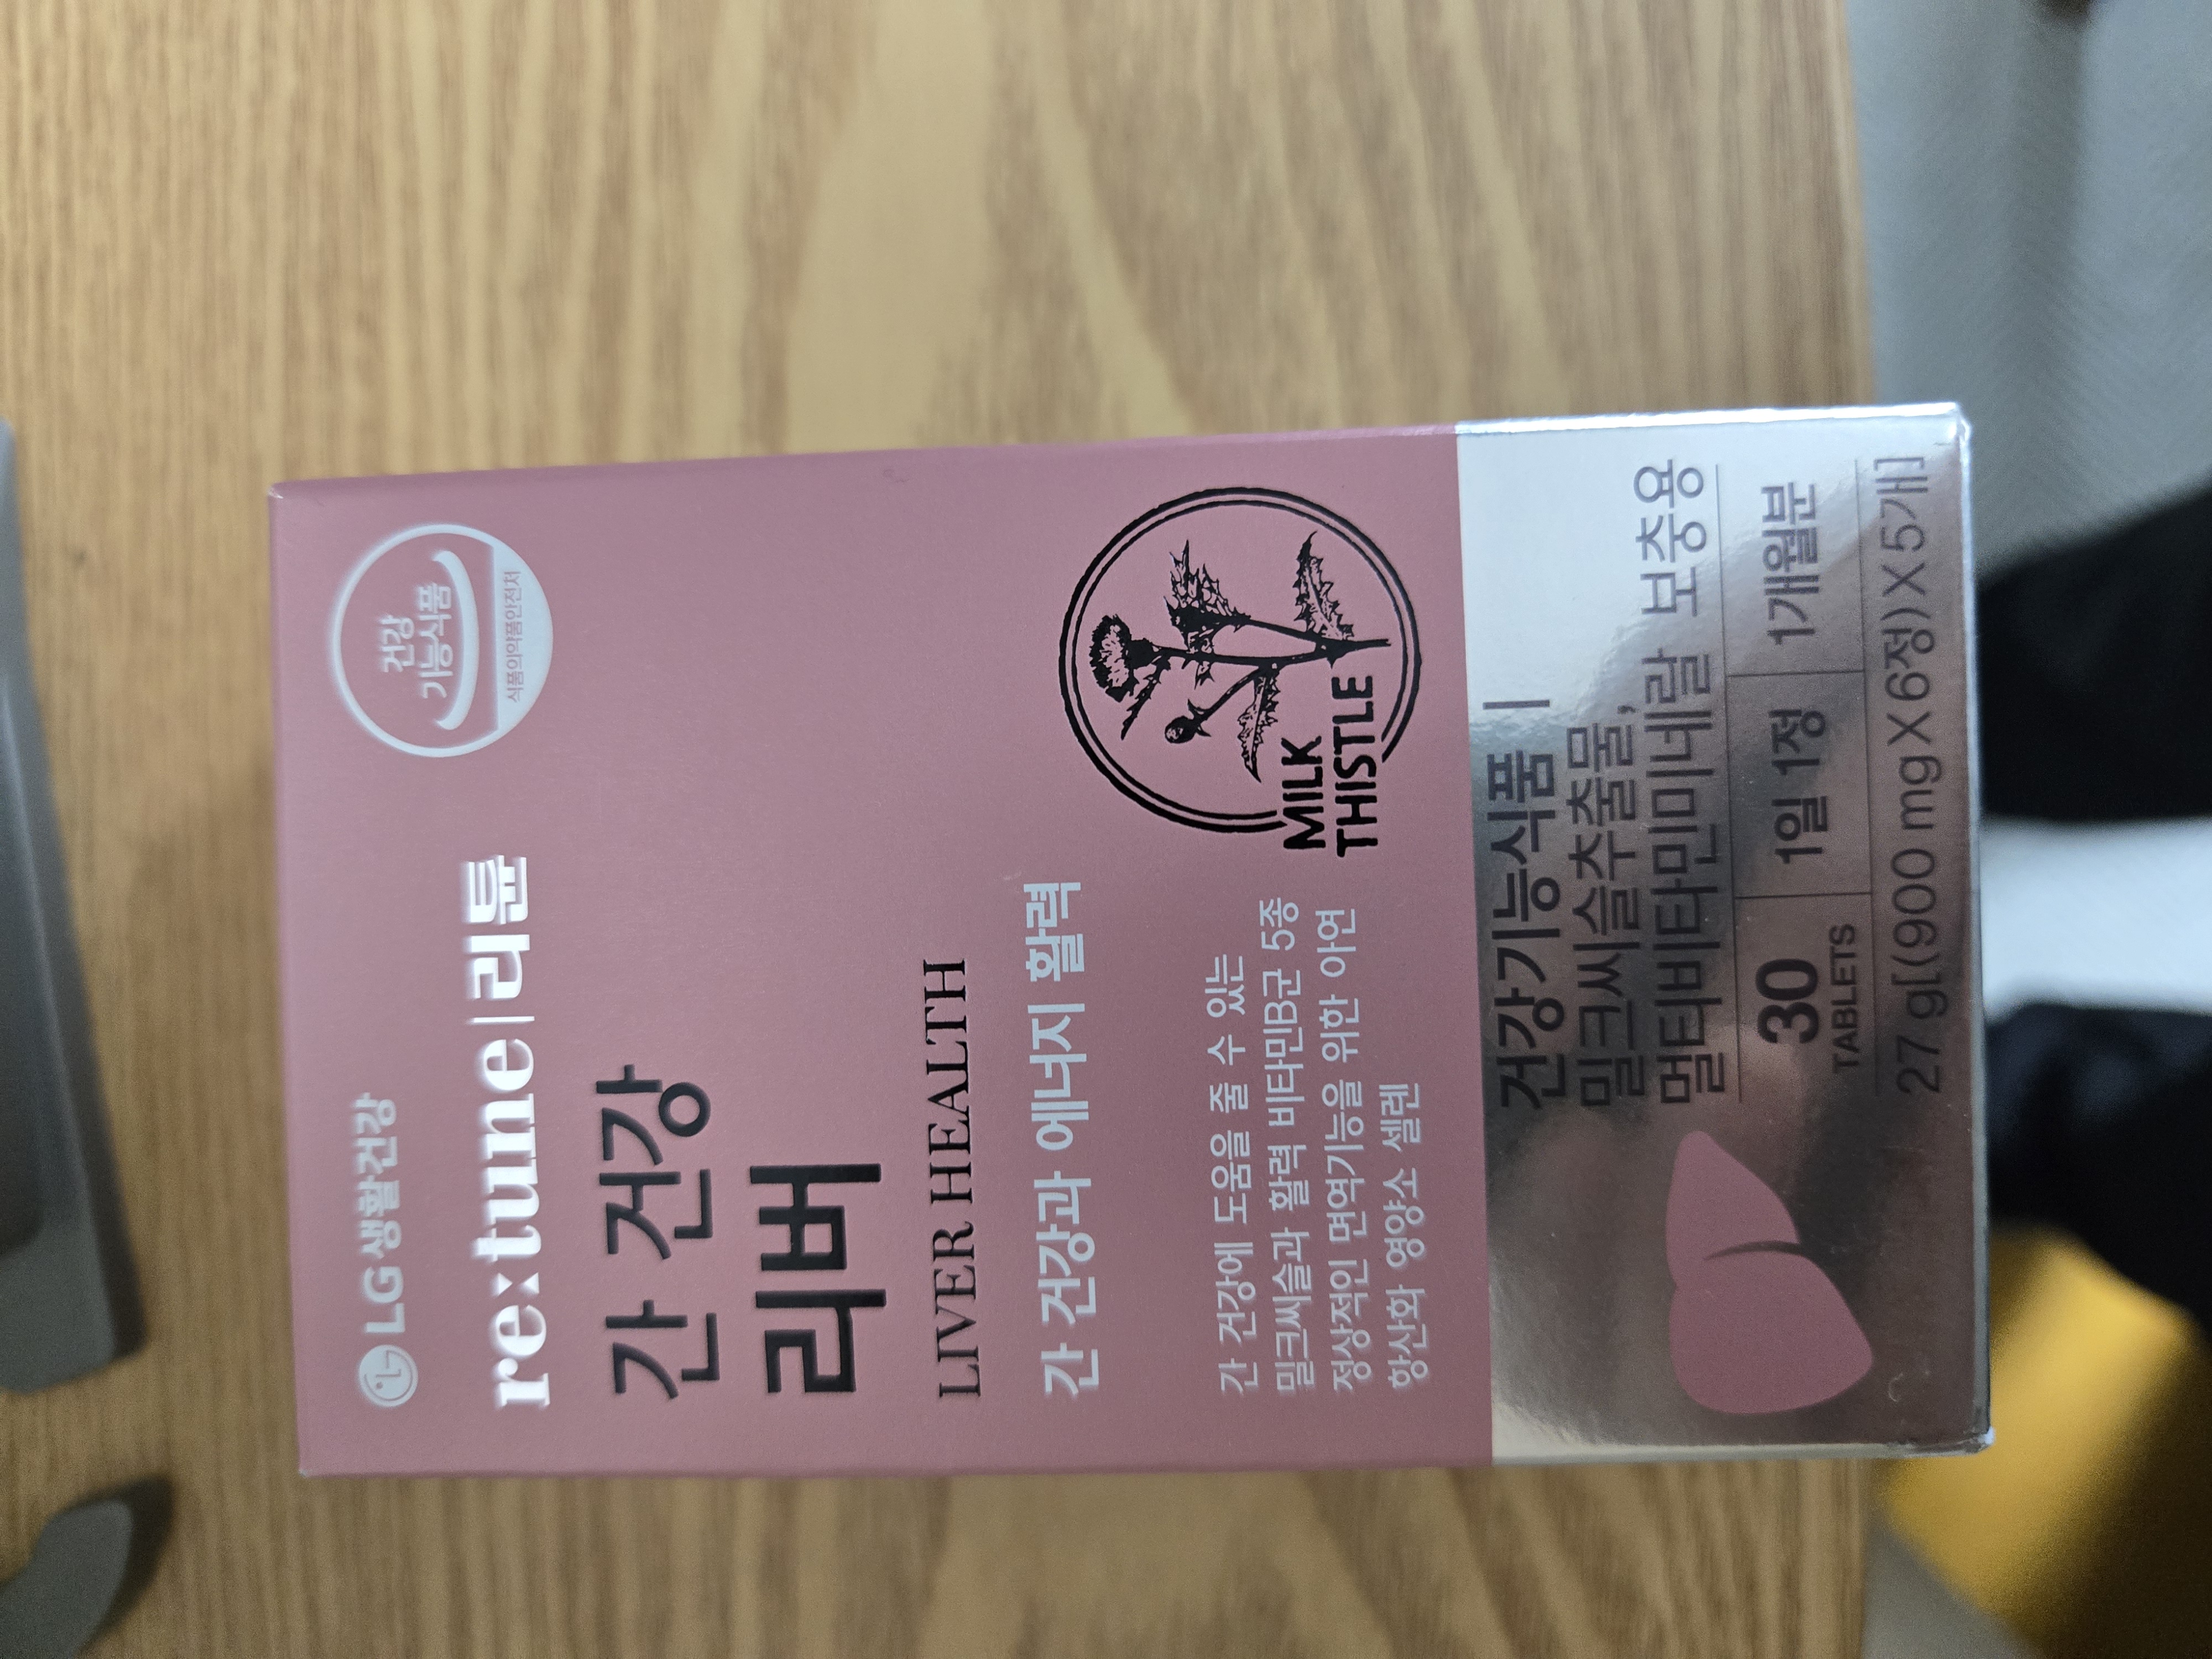 LG생활건강
건강
기능식품
식품의약품안전처
re:tune|리튠
간 건강
리버
LIVER HEALTH
간 건강과 에너지 활력
간 건강에 도움을 줄 수 있는
밀크씨슬과 활력 비타민B군 5종
정상적인 면역기능을 위한 아연
항산화 영양소 셀렌
MILK
THISTLE
건강기능식품 |
밀크씨슬추출물,
멀티비타민미네랄 보충용
30
TABLETS
1일 1정
1개월분
27 g[(900 mg X 6정) X 5개]